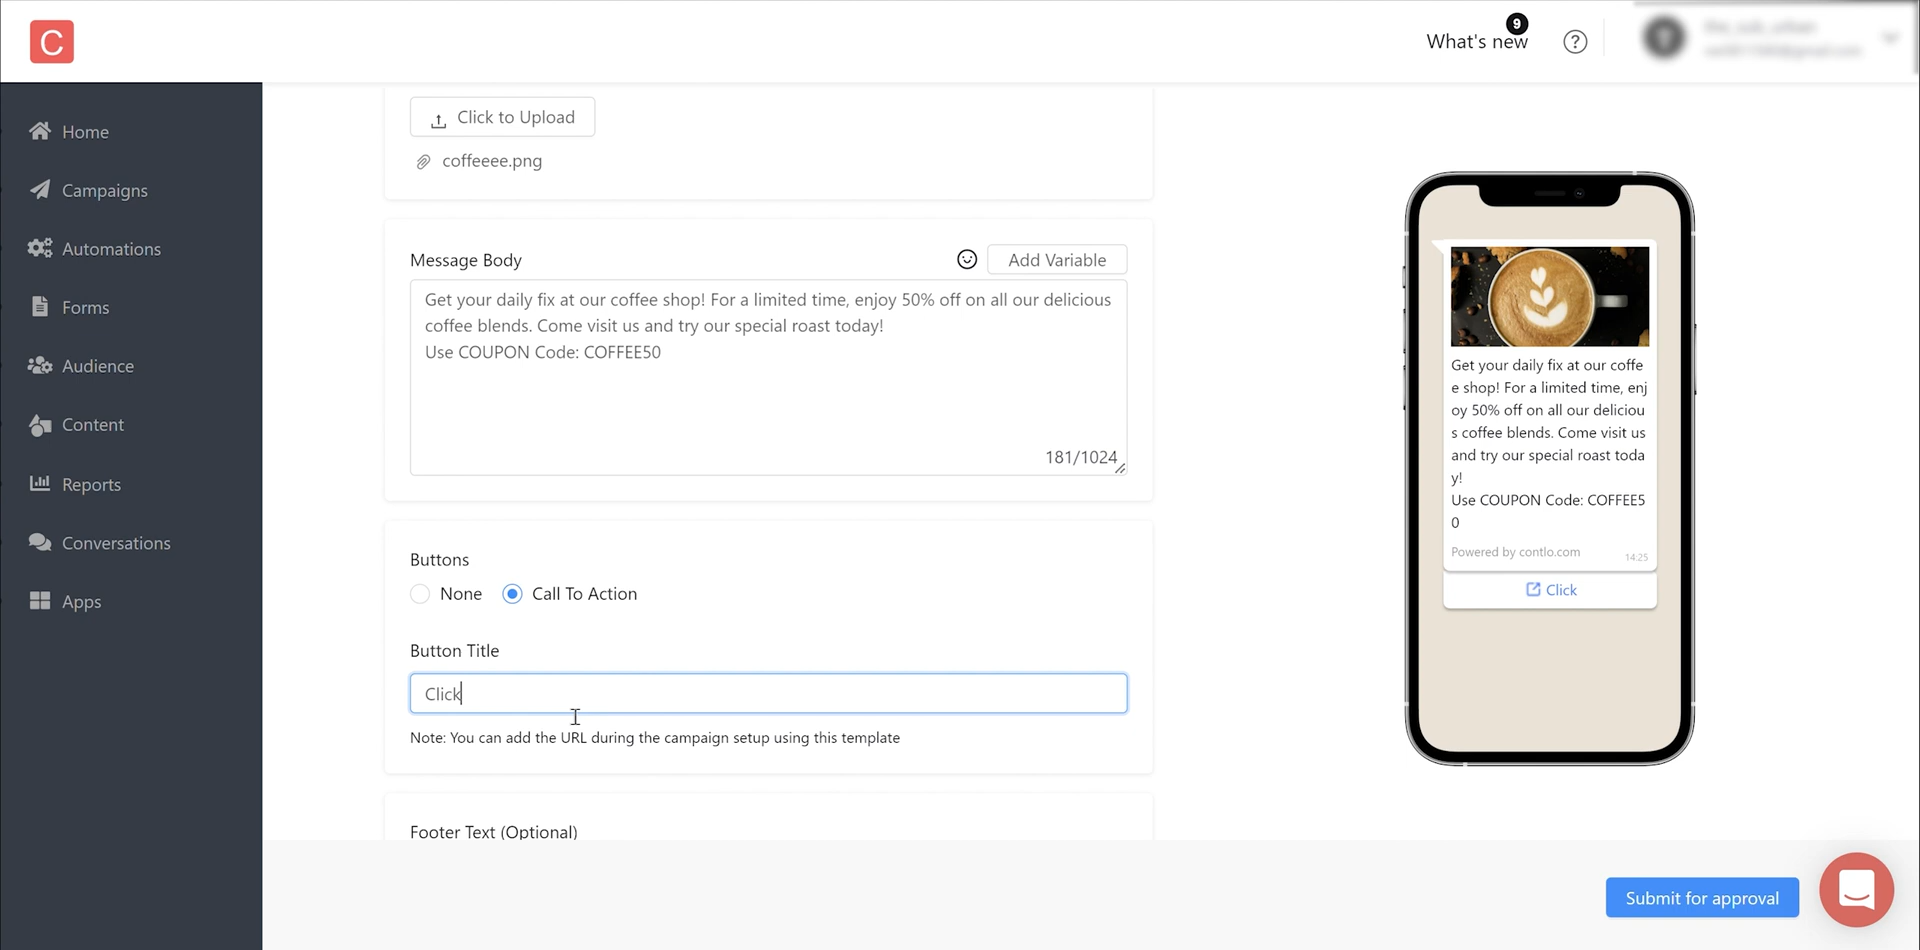 C
What's new
9
?
Home
Campaigns
Automations
Forms
Audience
Content
Reports
Conversations
Apps
Click to Upload
coffeeee.png
Message Body
Add Variable
Get your daily fix at our coffee shop! For a limited time, enjoy 50% off on all our delicious
coffee blends. Come visit us and try our special roast today!
Use COUPON Code: COFFEE50
181/1024
Buttons
None
Call To Action
Button Title
Click
Note: You can add the URL during the campaign setup using this template
Footer Text (Optional)
Get your daily fix at our coffe
e shop! For a limited time, enj
oy 50% off on all our deliciou
s coffee blends. Come visit us
and try our special roast toda
y!
Use COUPON Code: COFFEE5
0
Powered by contlo.com
14:25
Click
Submit for approval